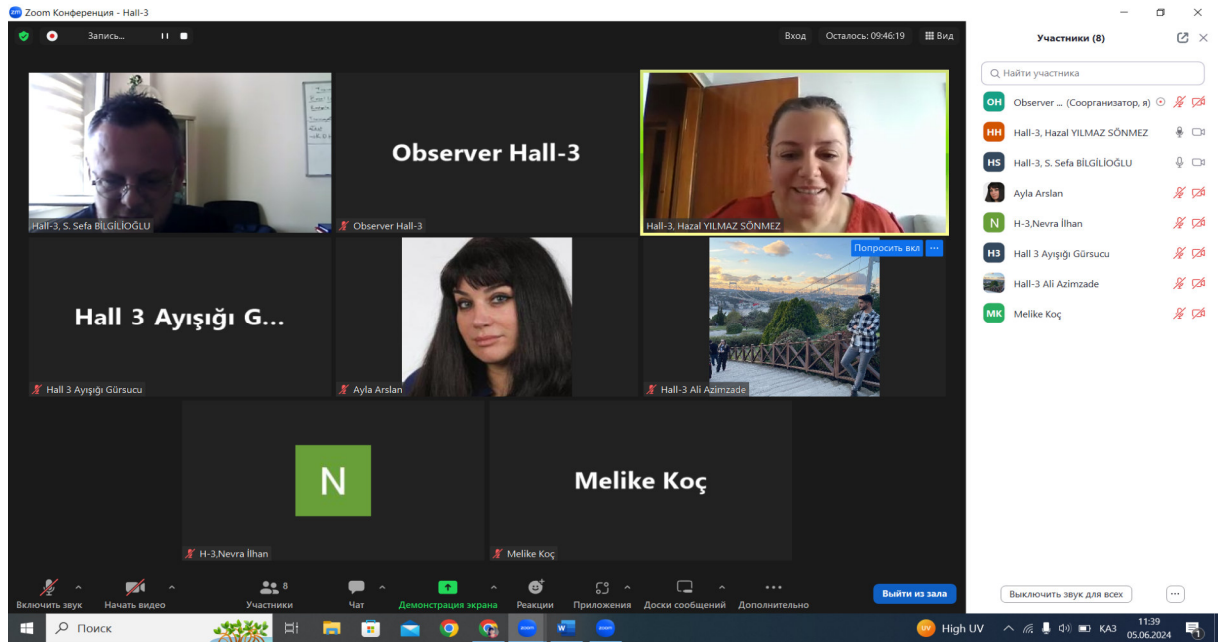 Zoom Конференция - Hall-3
Запись...
Вход
Осталось: 09:46:19
Вид
Hall-3, S. Sefa BİLGİLİOĞLU
Observer Hall-3
Observer Hall-3
Hall-3, Hazal YILMAZ SÖNMEZ
Hall 3 Ayışığı G...
Hall 3 Ayışığı Gürsucu
Ayla Arslan
Попросить вкл
Hall-3 Ali Azimzade
N
H-3,Nevra İlhan
Melike Koç
Melike Koç
Включить звук
Начать видео
8
Участники
Чат
Демонстрация экрана
Реакции
Приложения
Доски сообщений
Дополнительно
Выйти из зала
Участники (8)
Найти участника
OH Observer ... (Соорганизатор, я)
HH Hall-3, Hazal YILMAZ SÖNMEZ
HS Hall-3, S. Sefa BİLGİLİOĞLU
Ayla Arslan
N H-3,Nevra İlhan
H3 Hall 3 Ayışığı Gürsucu
Hall-3 Ali Azimzade
MK Melike Koç
Выключить звук для всех
Поиск
UV High UV
ҚАЗ
11:39
05.06.2024
1